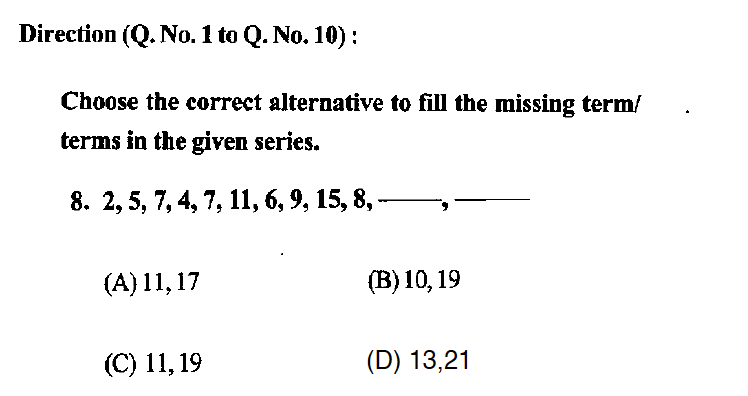 Direction (Q. No. 1 to Q. No. 10) :
Choose the correct alternative to fill the missing term/
terms in the given series.
8. 2, 5, 7, 4, 7, 11, 6, 9, 15, 8, ——, ——
(A) 11, 17 (B) 10, 19
(C) 11, 19 (D) 13,21